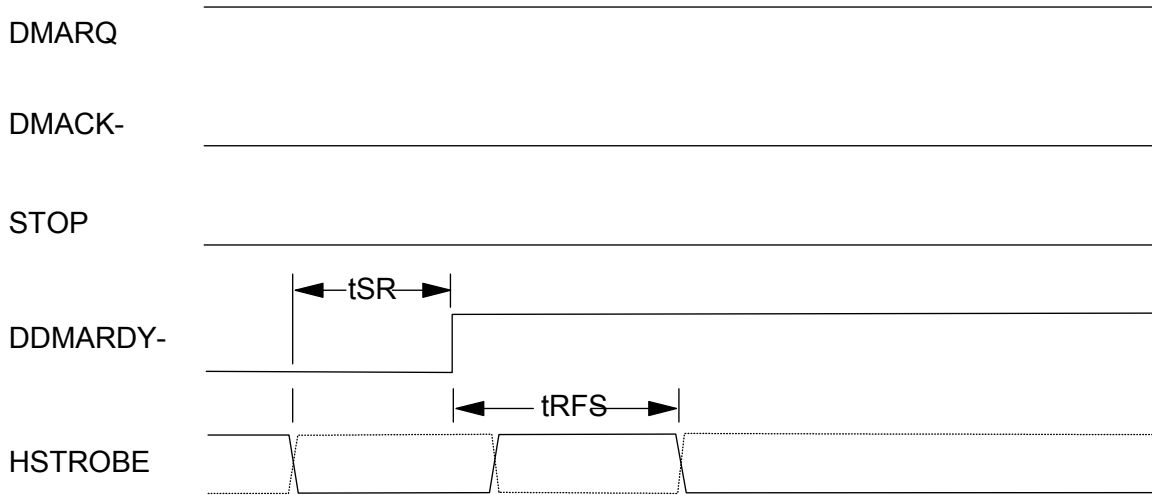 DMARQ
DMACK-
STOP
tSR
DDMARDY-
tRFS
HSTROBE